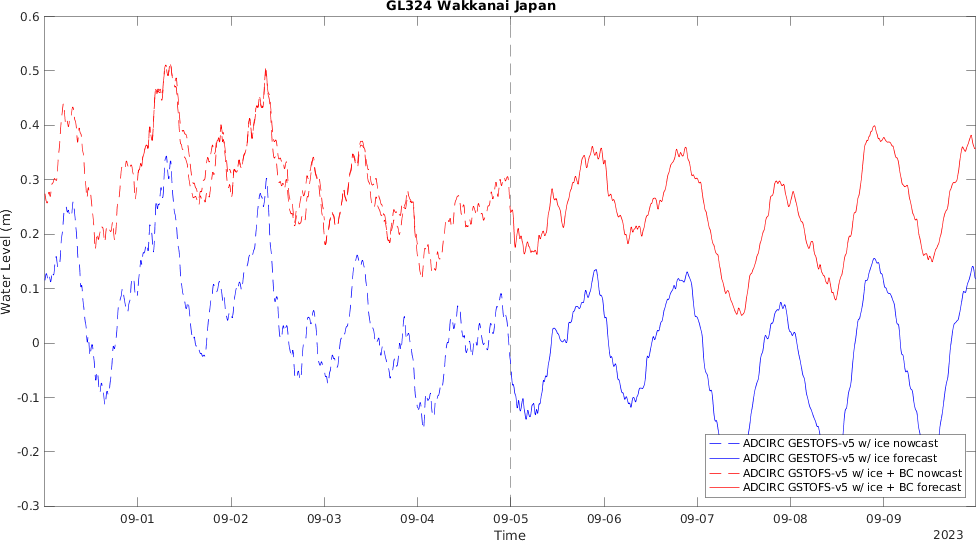 GL324 Wakkanai Japan
0.6
0.5
0.4
0.3
0.2
0.1
0
-0.1
-0.2
-0.3
Water Level (m)
ADCIRC GESTOFS-v5 w/ ice nowcast
ADCIRC GESTOFS-v5 w/ ice forecast
ADCIRC GSTOFS-v5 w/ ice + BC nowcast
ADCIRC GSTOFS-v5 w/ ice + BC forecast
09-01 09-02 09-03 09-04 09-05 09-06 09-07 09-08 09-09
Time
2023